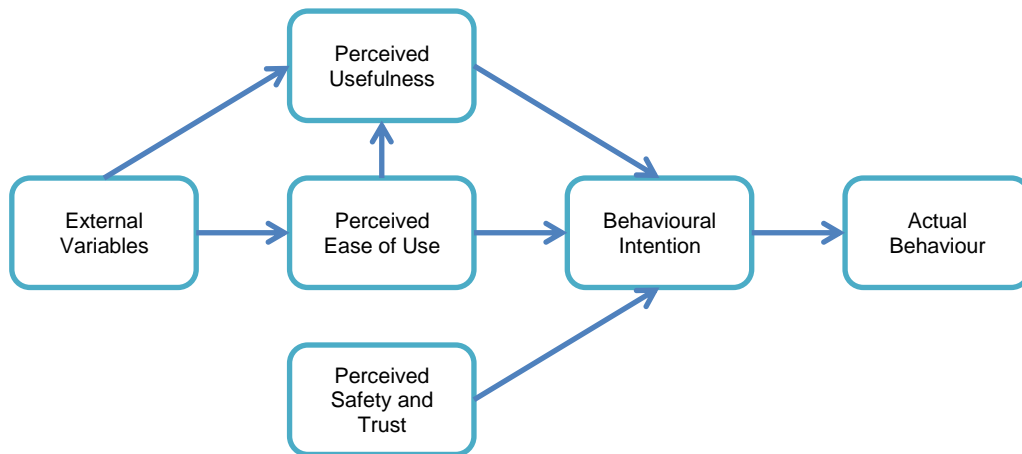 Perceived
Usefulness
External
Variables
Perceived
Ease of Use
Behavioural
Intention
Actual
Behaviour
Perceived
Safety and
Trust